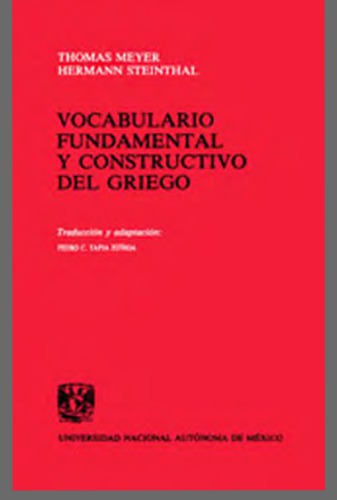 THOMAS MEYER
HERMANN STEINTHAL
VOCABULARIO
FUNDAMENTAL
Y CONSTRUCTIVO
DEL GRIEGO
Traducción y adaptación:
PEDRO C. TAPIA ZÚÑIGA
UNIVERSIDAD NACIONAL AUTÓNOMA DE MÉXICO